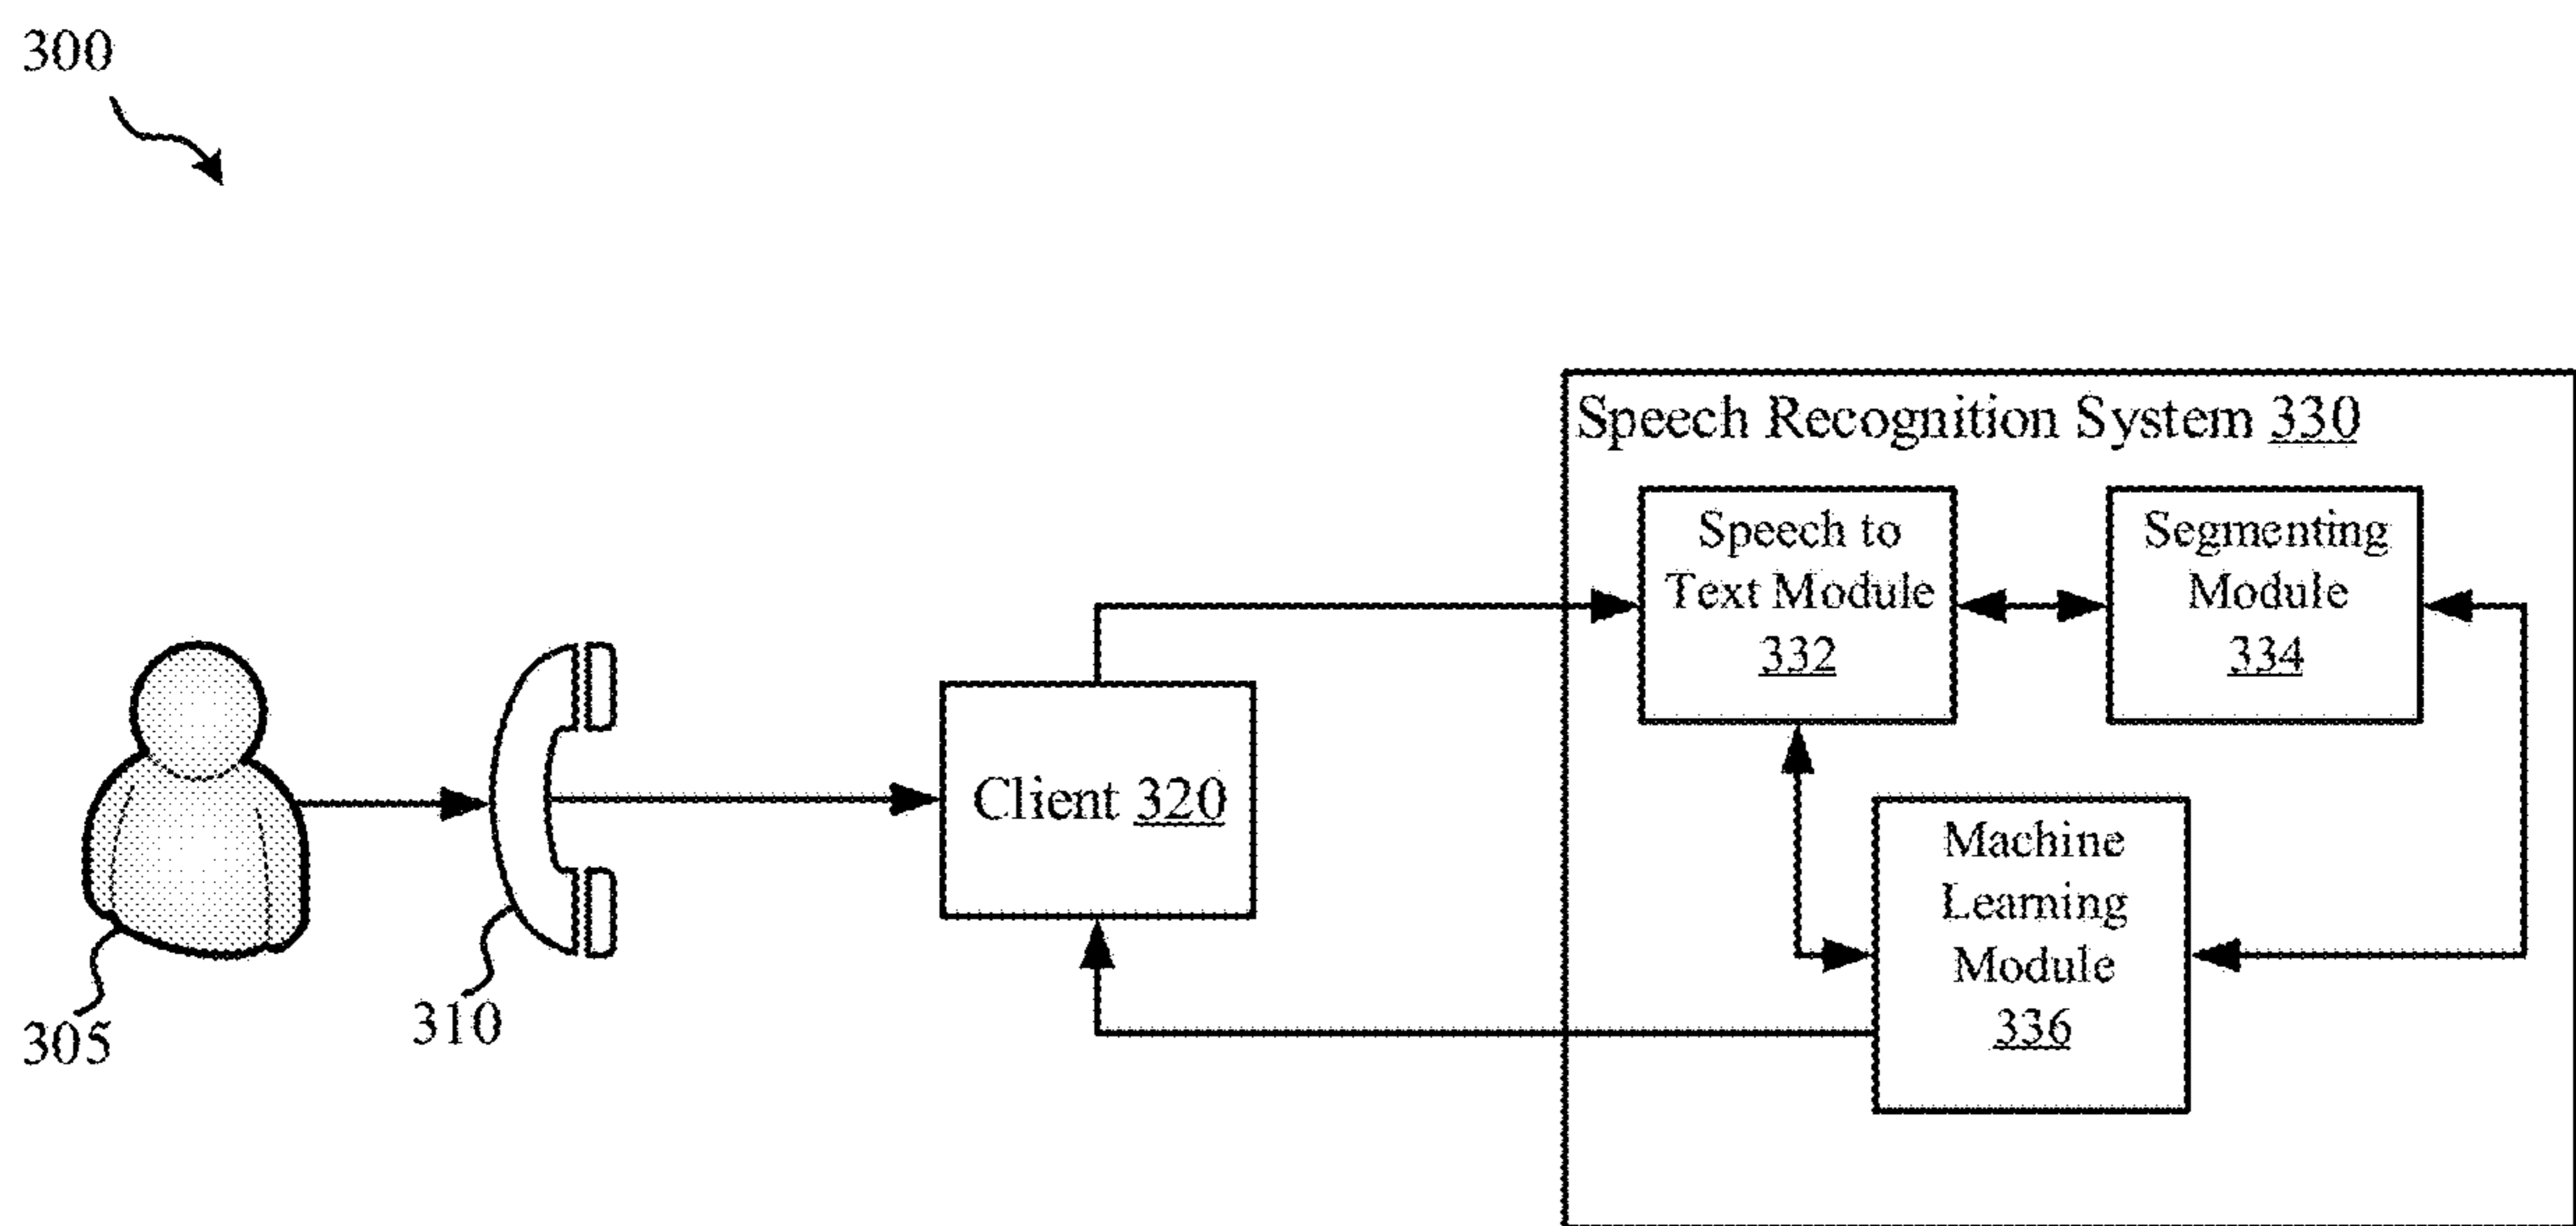 300
Speech Recognition System 330
Speech to
Text Module
332
Segmenting
Module
334
Client 320
Machine
Learning
Module
336
305
310